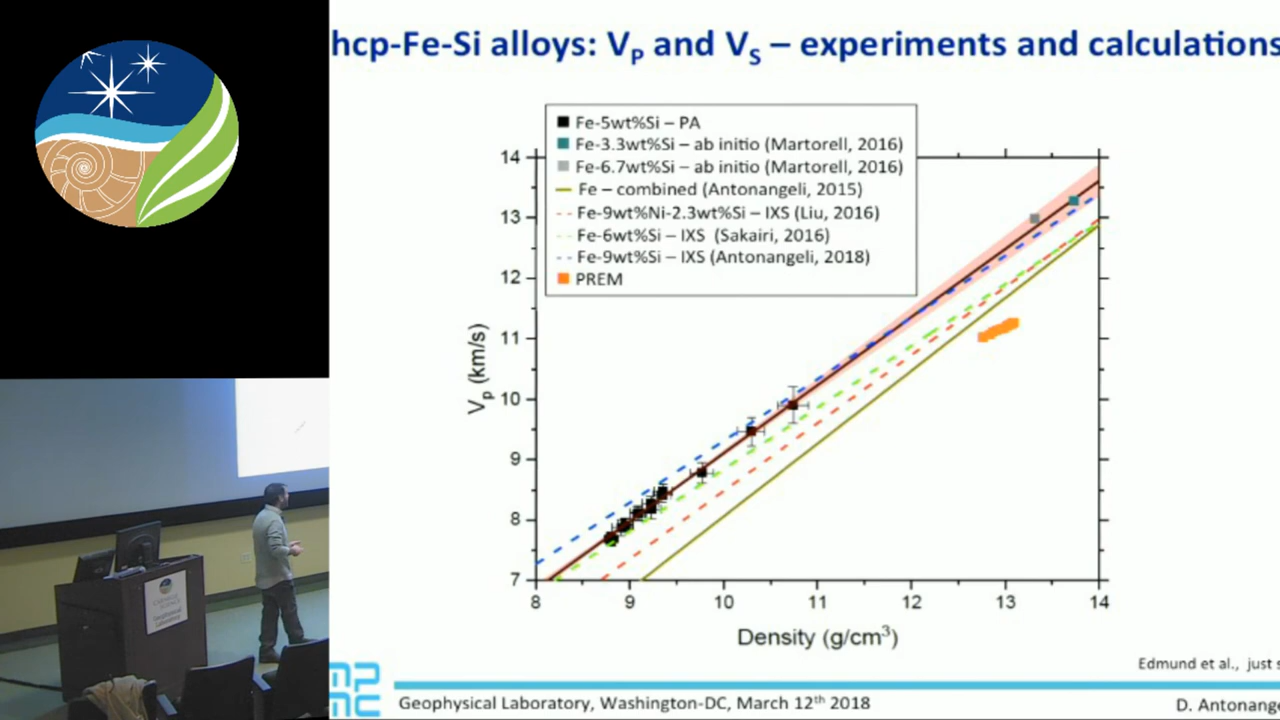 hcp-Fe-Si alloys: VP and VS – experiments and calculations
Fe-5wt%Si – PA
Fe-3.3wt%Si – ab initio (Martorell, 2016)
Fe-6.7wt%Si – ab initio (Martorell, 2016)
Fe – combined (Antonangeli, 2015)
Fe-9wt%Ni-2.3wt%Si – IXS (Liu, 2016)
Fe-6wt%Si – IXS (Sakairi, 2016)
Fe-9wt%Si – IXS (Antonangeli, 2018)
PREM
14
13
12
11
10
9
8
7
Vp (km/s)
8 9 10 11 12 13 14
Density (g/cm³)
Edmund et al., just s
Geophysical Laboratory, Washington-DC, March 12th 2018
D. Antonange
Geophysical
Laboratory